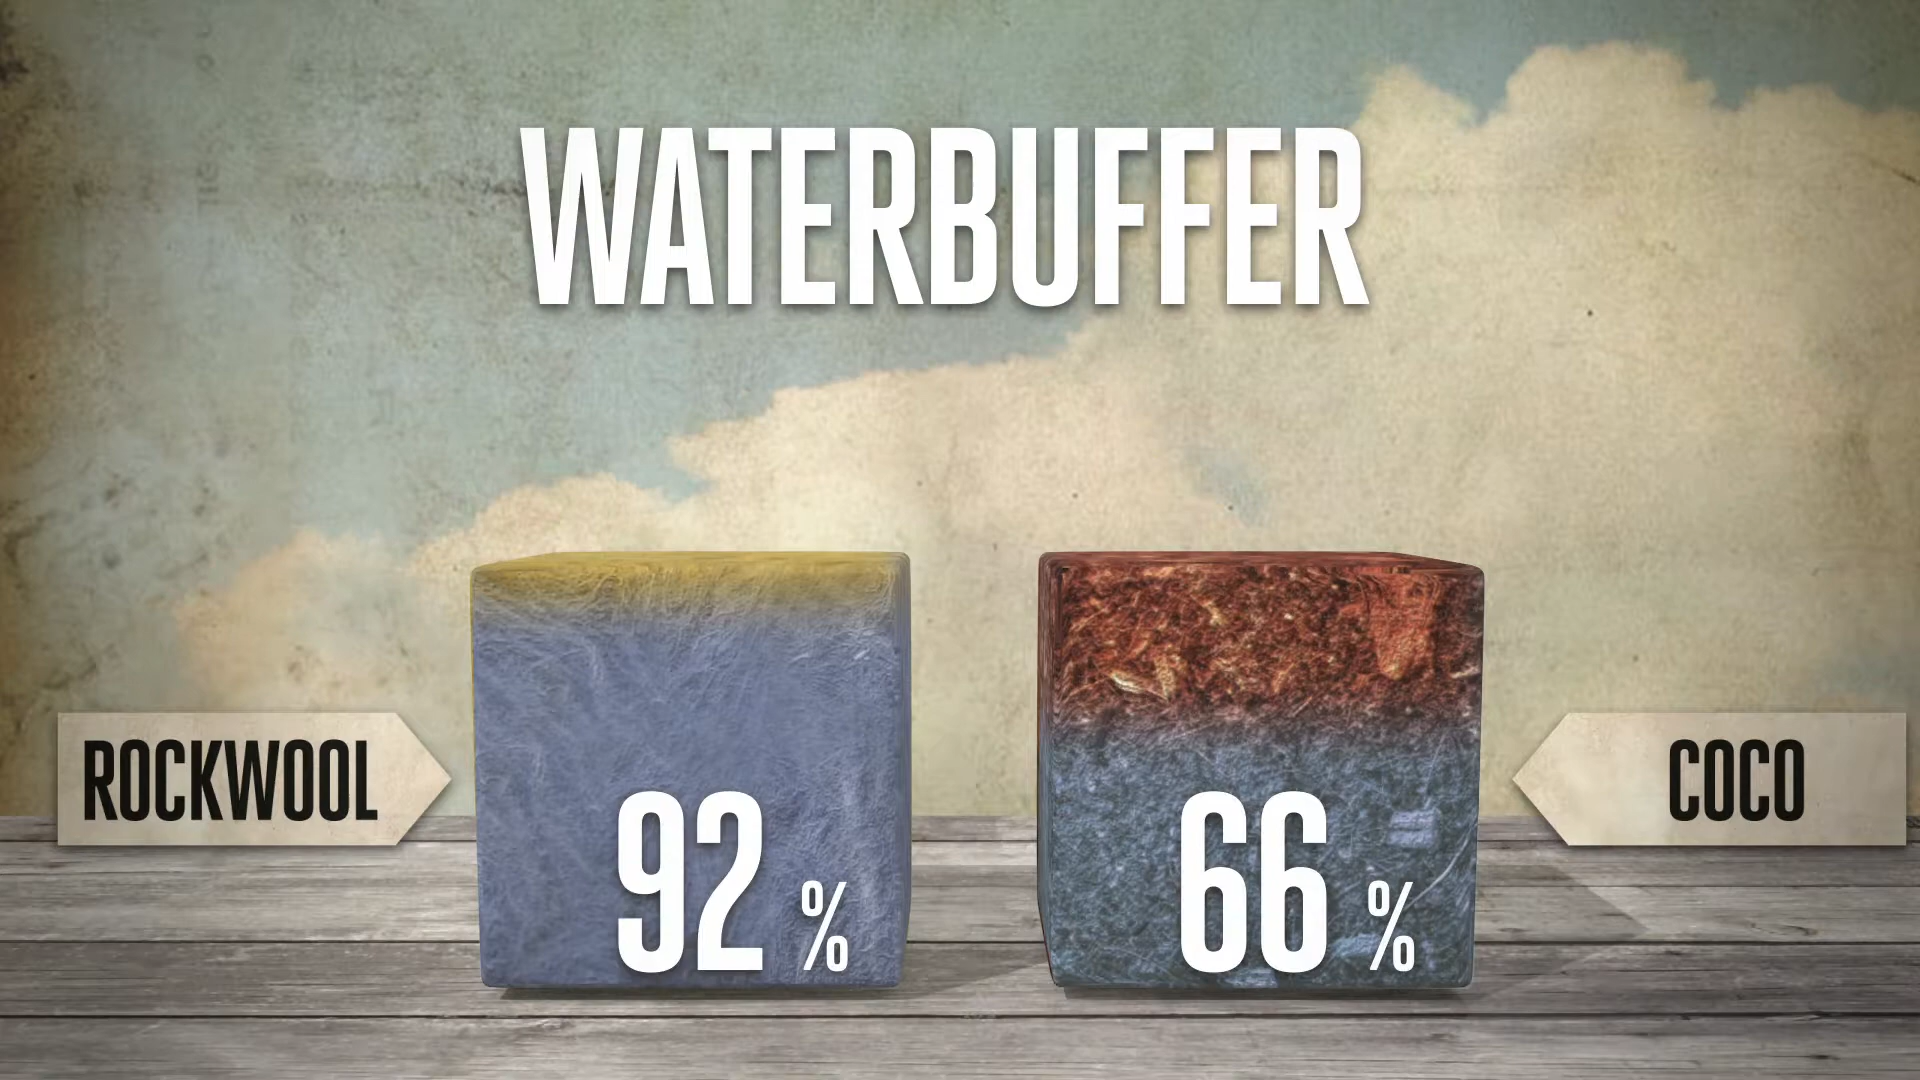 WATERBUFFER
ROCKWOOL
92 %
66 %
COCO